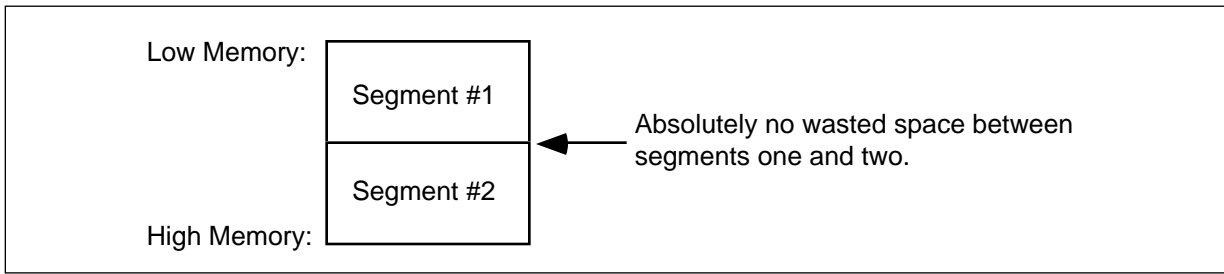 Low Memory:
Segment #1
Absolutely no wasted space between
segments one and two.
Segment #2
High Memory: